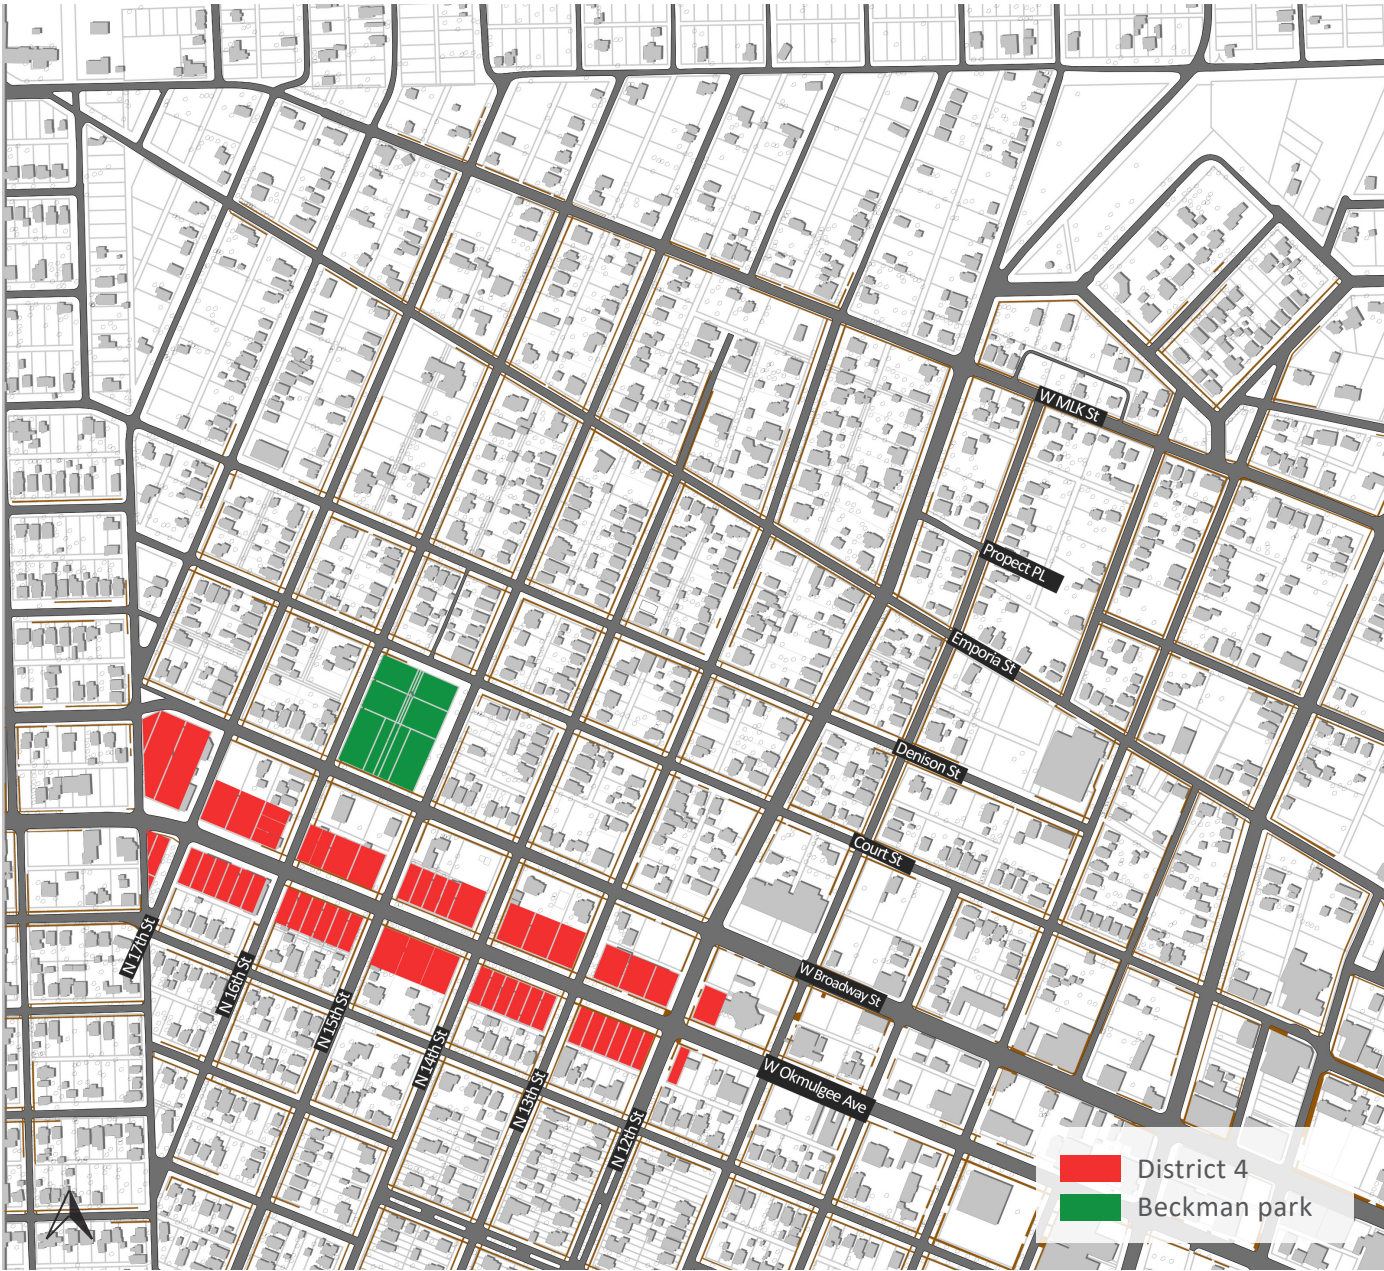 W MLK St
Propect PL
Emporia St
Denison St
Court St
W Broadway St
W Okmulgee Ave
N 17th St
N 16th St
N 15th St
N 14th St
N 13th St
N 12th St
District 4
Beckman park